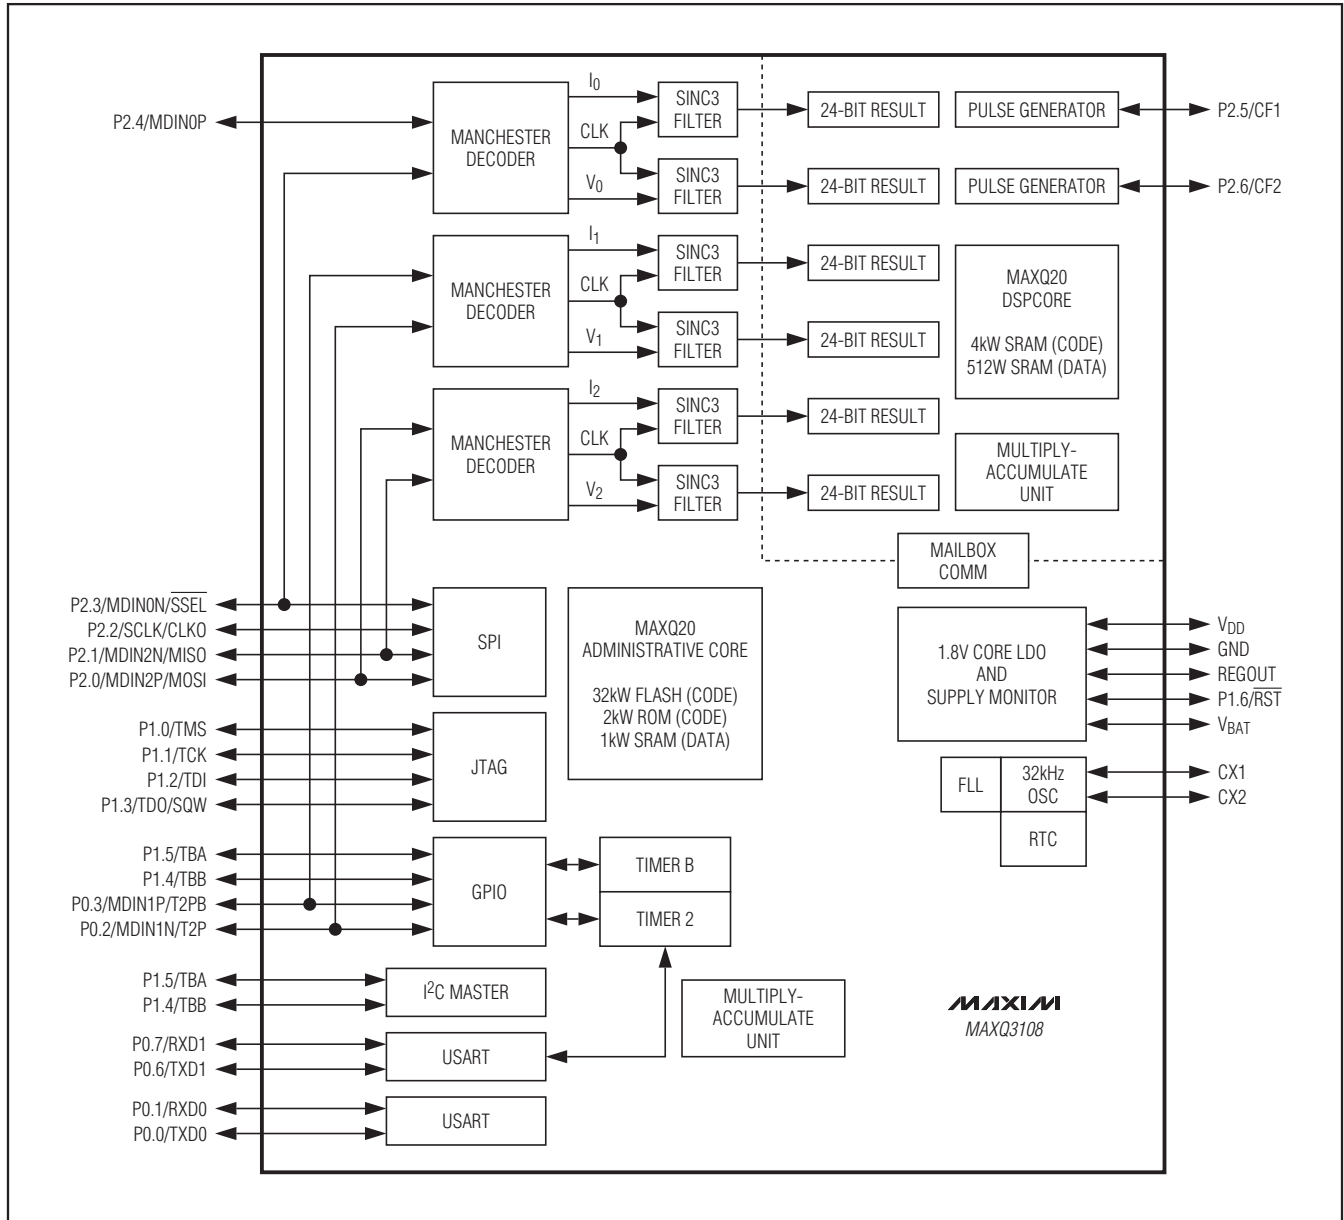 P2.4/MDIN0P
MANCHESTER
DECODER
I0
CLK
V0
SINC3
FILTER
SINC3
FILTER
24-BIT RESULT
24-BIT RESULT
PULSE GENERATOR
PULSE GENERATOR
P2.5/CF1
P2.6/CF2
MANCHESTER
DECODER
I1
CLK
V1
SINC3
FILTER
SINC3
FILTER
24-BIT RESULT
24-BIT RESULT
MAXQ20
DSPCORE
4kW SRAM (CODE)
512W SRAM (DATA)
MANCHESTER
DECODER
I2
CLK
V2
SINC3
FILTER
SINC3
FILTER
24-BIT RESULT
24-BIT RESULT
MULTIPLY-
ACCUMULATE
UNIT
MAILBOX
COMM
P2.3/MDIN0N/SSEL
P2.2/SCLK/CLKO
P2.1/MDIN2N/MISO
P2.0/MDIN2P/MOSI
SPI
MAXQ20
ADMINISTRATIVE CORE
32kW FLASH (CODE)
2kW ROM (CODE)
1kW SRAM (DATA)
1.8V CORE LDO
AND
SUPPLY MONITOR
VDD
GND
REGOUT
P1.6/RST
VBAT
P1.0/TMS
P1.1/TCK
P1.2/TDI
P1.3/TDO/SQW
JTAG
FLL
32kHz
OSC
RTC
CX1
CX2
P1.5/TBA
P1.4/TBB
P0.3/MDIN1P/T2PB
P0.2/MDIN1N/T2P
GPIO
TIMER B
TIMER 2
P1.5/TBA
P1.4/TBB
I2C MASTER
MULTIPLY-
ACCUMULATE
UNIT
MAXIM
MAXQ3108
P0.7/RXD1
P0.6/TXD1
USART
P0.1/RXD0
P0.0/TXD0
USART